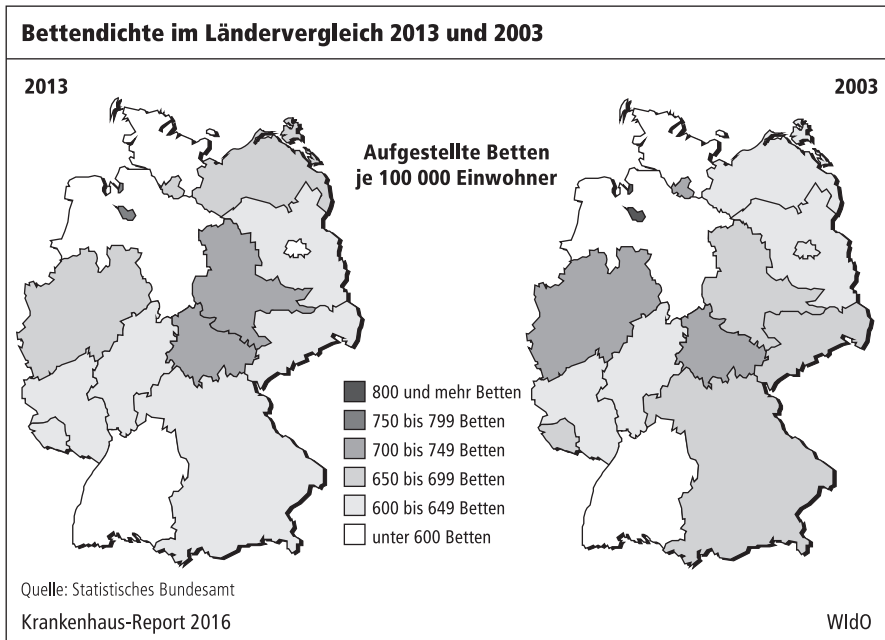 Bettendichte im Ländervergleich 2013 und 2003
2013
2003
Aufgestellte Betten
je 100 000 Einwohner
800 und mehr Betten
750 bis 799 Betten
700 bis 749 Betten
650 bis 699 Betten
600 bis 649 Betten
unter 600 Betten
Quelle: Statistisches Bundesamt
Krankenhaus-Report 2016
WIdO